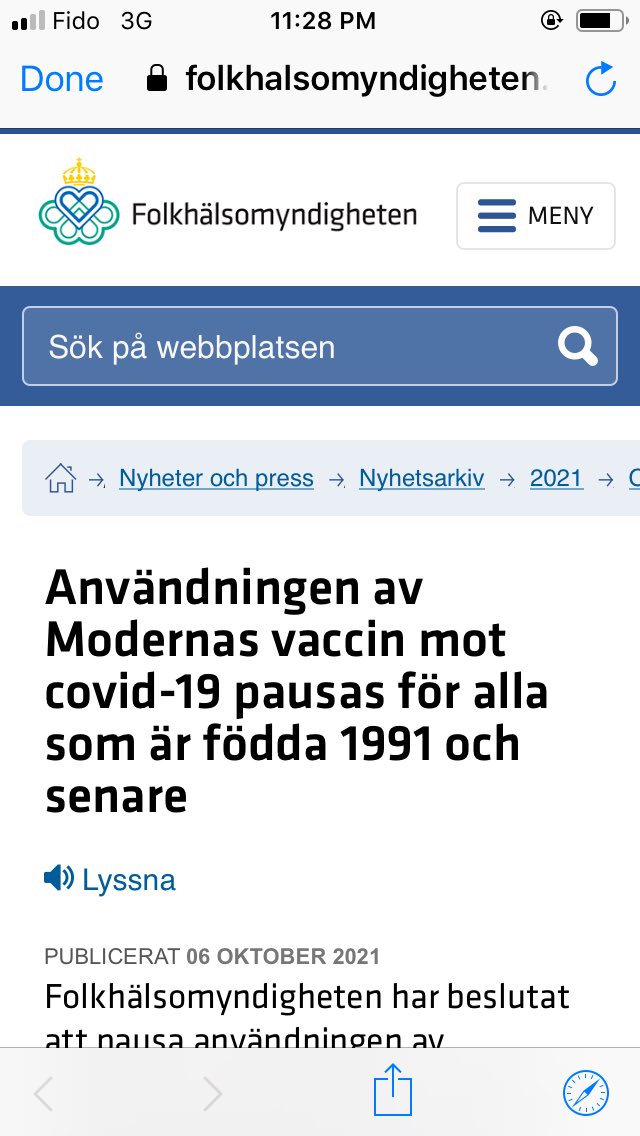 Fido 3G 11:28 PM
Done folkhalsomyndigheten.
Folkhälsomyndigheten MENY
Sök på webbplatsen
Nyheter och press → Nyhetsarkiv → 2021 →
Användningen av
Modernas vaccin mot
covid-19 pausas för alla
som är födda 1991 och
senare
Lyssna
PUBLICERAT 06 OKTOBER 2021
Folkhälsomyndigheten har beslutat
att pausa användningen av